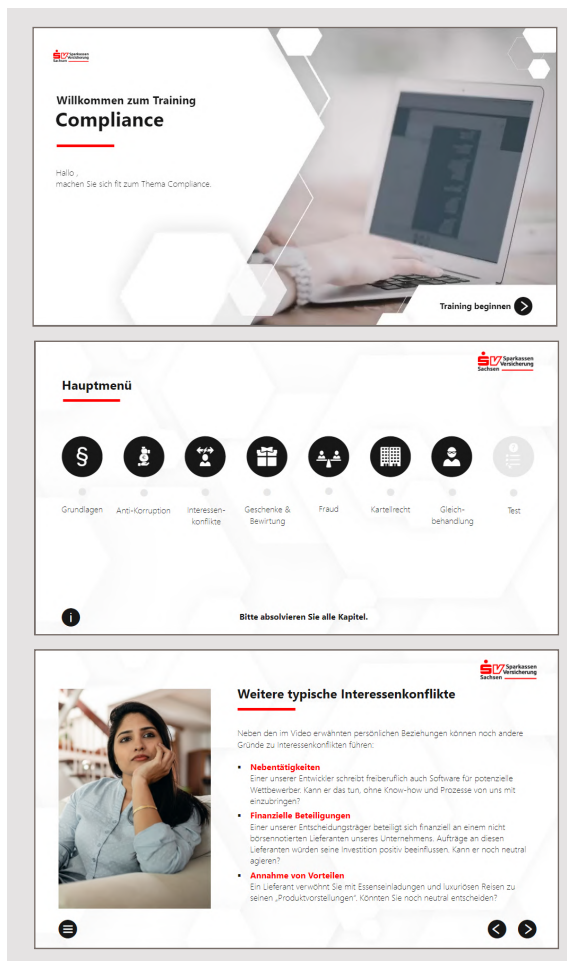 Sparkassen
Versicherung
Sachsen
Willkommen zum Training
Compliance
Hallo ,
machen Sie sich fit zum Thema Compliance.
Training beginnen
Sparkassen
Versicherung
Sachsen
Hauptmenü
§
Grundlagen
Anti-Korruption
Interessen-
konflikte
Geschenke &
Bewirtung
Fraud
Kartellrecht
Gleich-
behandlung
Test
i
Bitte absolvieren Sie alle Kapitel.
Sparkassen
Versicherung
Sachsen
Weitere typische Interessenkonflikte
Neben den im Video erwähnten persönlichen Beziehungen können noch andere
Gründe zu Interessenkonflikten führen:
▪ Nebentätigkeiten
Einer unserer Entwickler schreibt freiberuflich auch Software für potenzielle
Wettbewerber. Kann er das tun, ohne Know-how und Prozesse von uns mit
einzubringen?
▪ Finanzielle Beteiligungen
Einer unserer Entscheidungsträger beteiligt sich finanziell an einem nicht
börsennotierten Lieferanten unseres Unternehmens. Aufträge an diesen
Lieferanten würden seine Investition positiv beeinflussen. Kann er noch neutral
agieren?
▪ Annahme von Vorteilen
Ein Lieferant verwöhnt Sie mit Essenseinladungen und luxuriösen Reisen zu
seinen „Produktvorstellungen“. Könnten Sie noch neutral entscheiden?